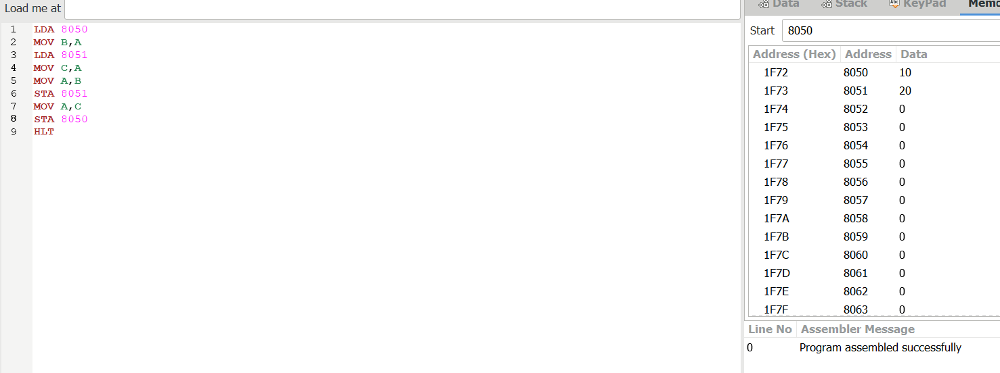 Load me at
1 LDA 8050
2 MOV B,A
3 LDA 8051
4 MOV C,A
5 MOV A,B
6 STA 8051
7 MOV A,C
8 STA 8050
9 HLT
Data Stack KeyPad
Start 8050
Address (Hex) Address Data
1F72 8050 10
1F73 8051 20
1F74 8052 0
1F75 8053 0
1F76 8054 0
1F77 8055 0
1F78 8056 0
1F79 8057 0
1F7A 8058 0
1F7B 8059 0
1F7C 8060 0
1F7D 8061 0
1F7E 8062 0
1F7F 8063 0
Line No Assembler Message
0 Program assembled successfully